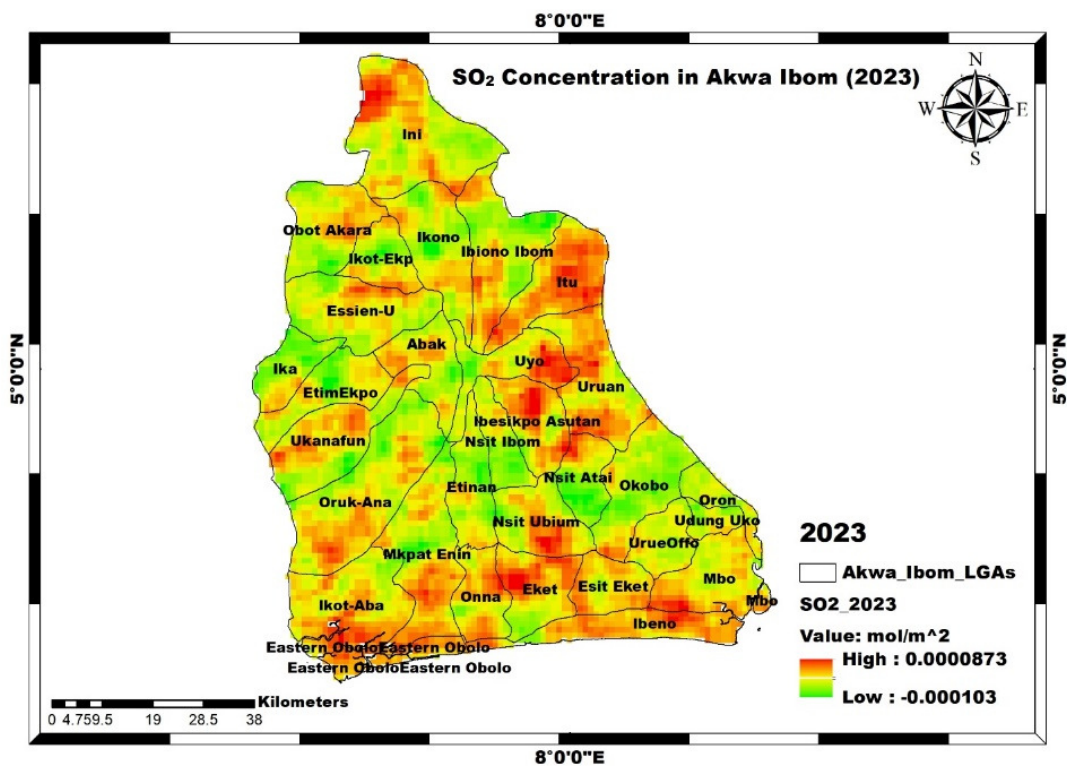 8°0'0"E
SO₂ Concentration in Akwa Ibom (2023)
N
W E
S
Ini
Obot Akara
Ikono
Ibiono Ibom
Ikot-Ekp
Itu
Essien-U
Abak
Uyo
Ika
EtimEkpo
Uruan
Ibesikpo Asutan
Ukanafun
Nsit Ibom
Nsit Atai
Etinan
Okobo
Oruk-Ana
Oron
Nsit Ubium
Udung Uko
UrueOffo
Mkpat Enin
Mbo
Eket
Esit Eket
Onna
Mbo
Ikot-Aba
Ibeno
Eastern Obolo
Eastern Obolo
Eastern Obolo
Eastern Obolo
5°0'0"N
5°0'0"N
2023
Akwa_Ibom_LGAs
SO2_2023
Value: mol/m^2
High : 0.0000873
Low : -0.000103
Kilometers
0 4.75 9.5 19 28.5 38
8°0'0"E